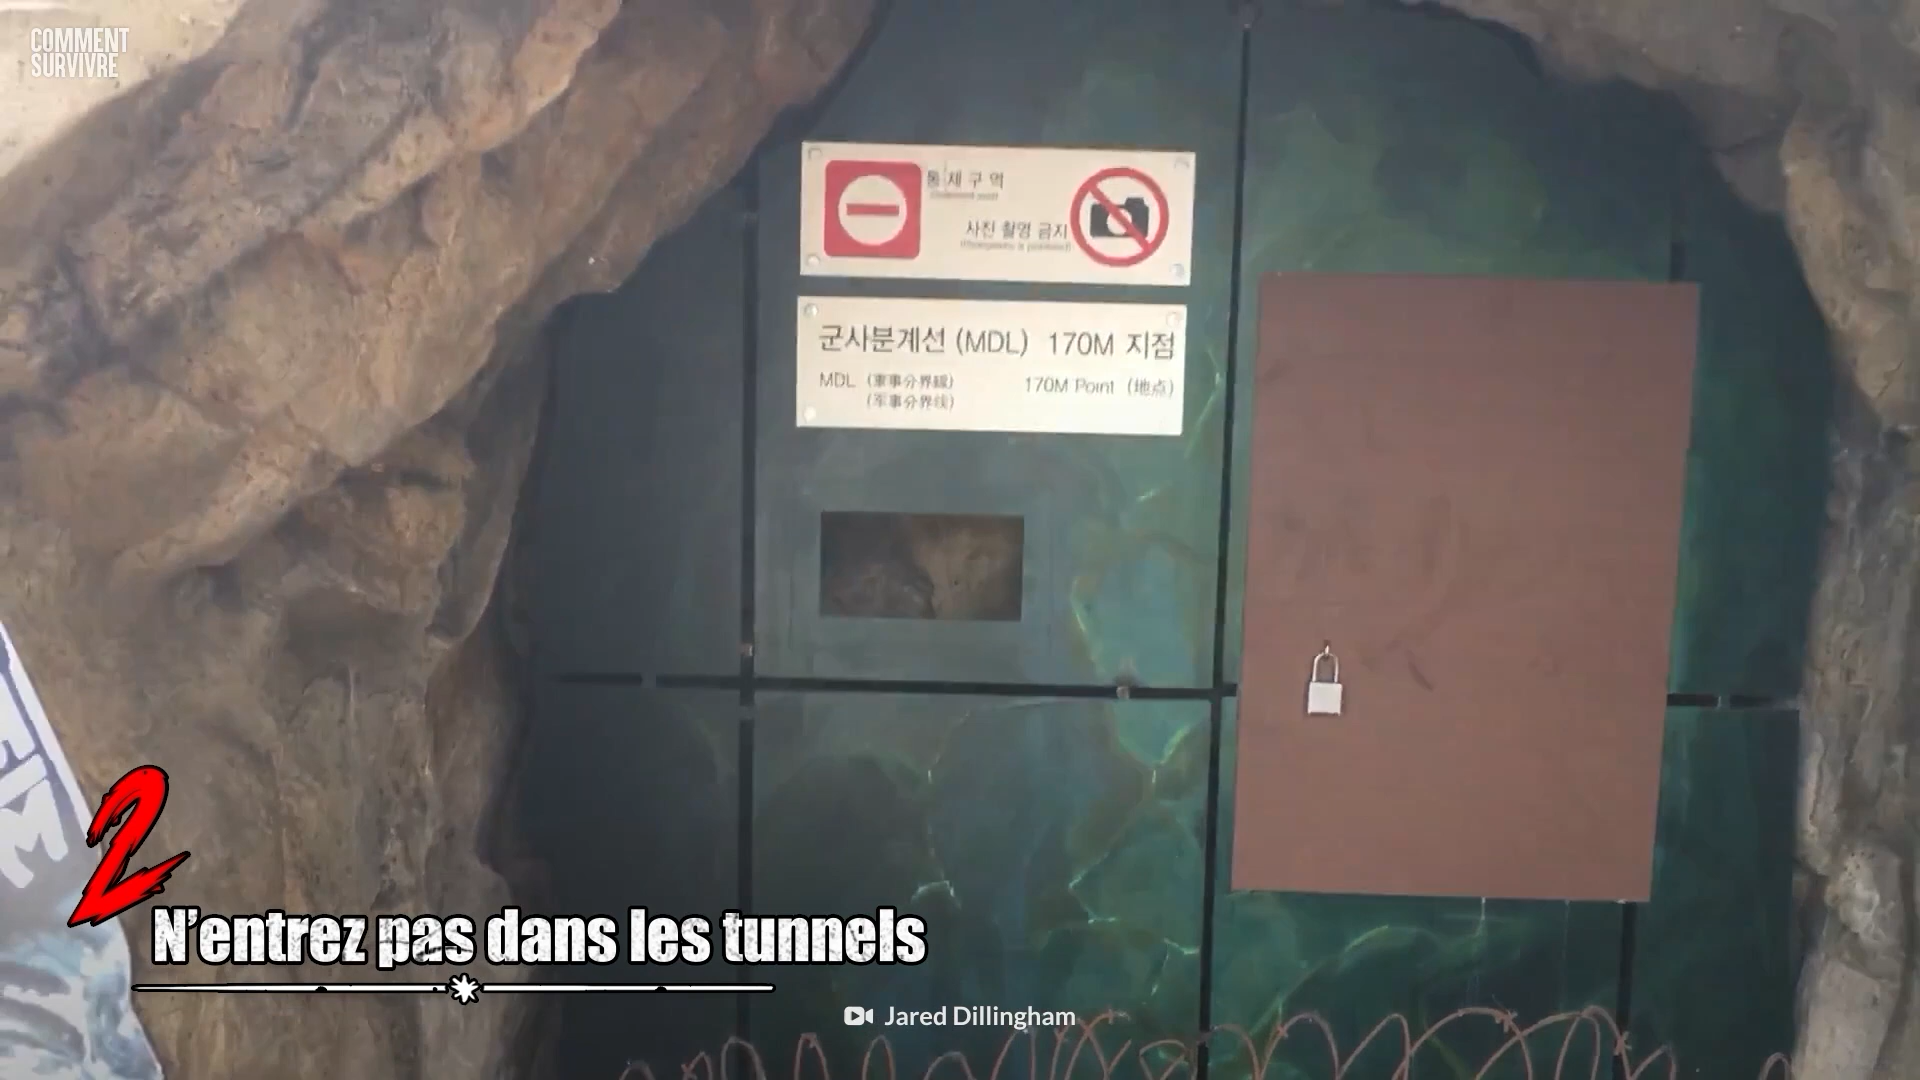 COMMENT
SURVIVRE
통제구역
사진 촬영 금지
군사분계선 (MDL) 170M 지점
MDL (軍事分界線) 170M Point (地点)
(军事分界线)
2
N'entrez pas dans les tunnels
Jared Dillingham